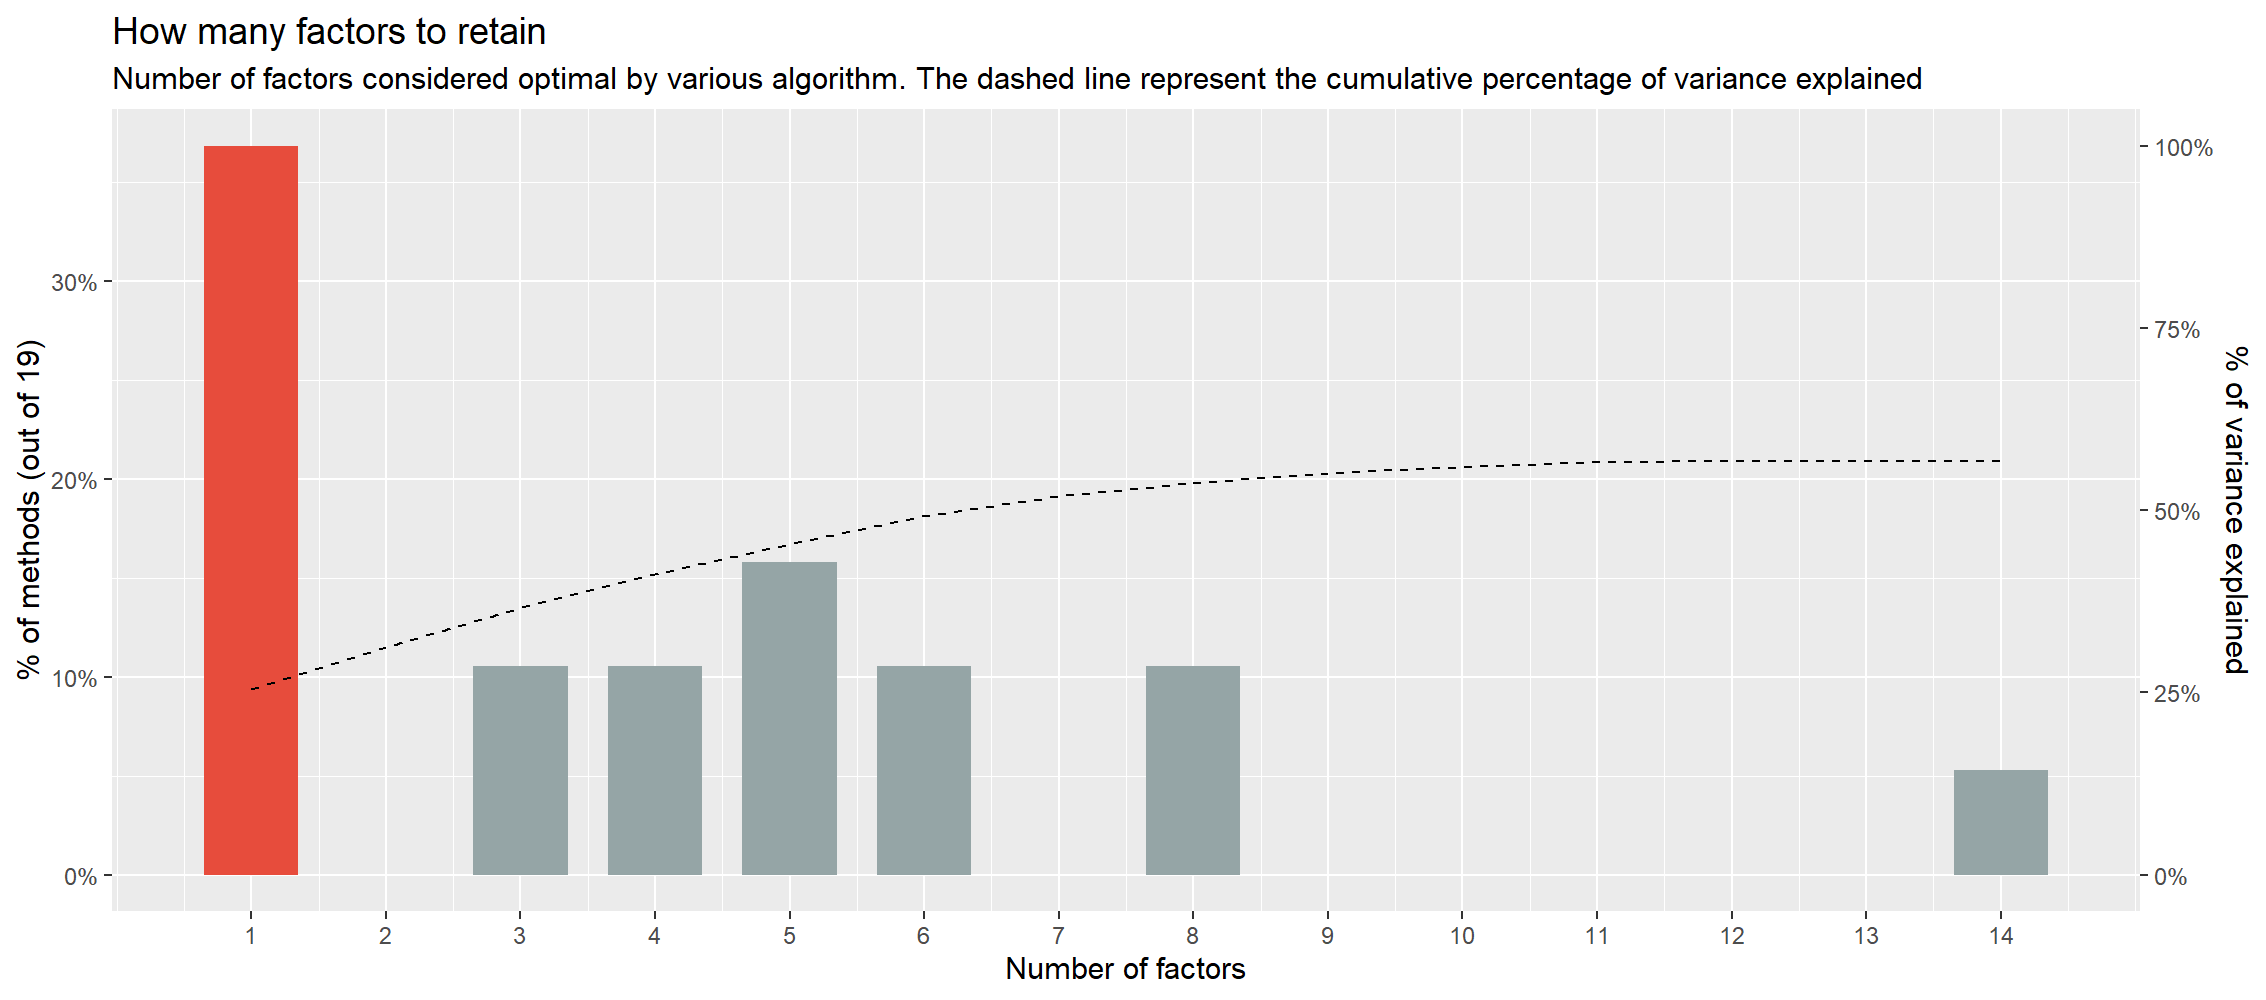 How many factors to retain
Number of factors considered optimal by various algorithm. The dashed line represent the cumulative percentage of variance explained
% of methods (out of 19)
30%
20%
10%
0%
100%
75%
50%
25%
0%
% of variance explained
1 2 3 4 5 6 7 8 9 10 11 12 13 14
Number of factors